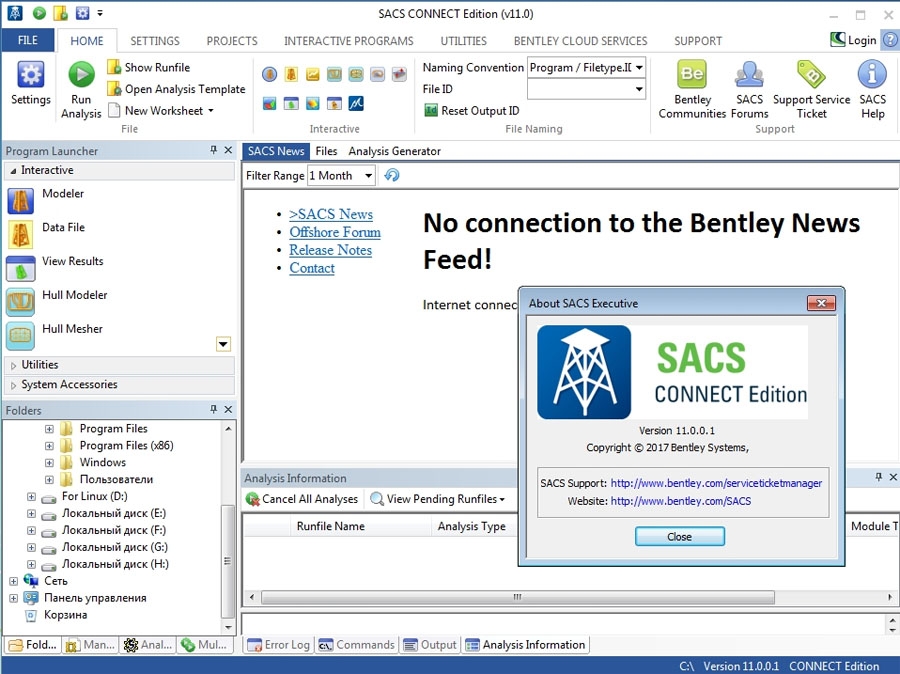 SACS CONNECT Edition (v11.0)
FILE HOME SETTINGS PROJECTS INTERACTIVE PROGRAMS UTILITIES BENTLEY CLOUD SERVICES SUPPORT Login
Settings
Run Analysis
Show Runfile
Open Analysis Template
New Worksheet
File
Interactive
Naming Convention Program / Filetype.ID
File ID
Reset Output ID
File Naming
Be
Bentley Communities
SACS Forums
Support Service Ticket
SACS Help
Support
Program Launcher
Interactive
Modeler
Data File
View Results
Hull Modeler
Hull Mesher
Utilities
System Accessories
Folders
Program Files
Program Files (x86)
Windows
Пользователи
For Linux (D:)
Локальный диск (E:)
Локальный диск (F:)
Локальный диск (G:)
Локальный диск (H:)
Сеть
Панель управления
Корзина
Fold... Man... Anal... Mul...
SACS News Files Analysis Generator
Filter Range 1 Month
>SACS News
Offshore Forum
Release Notes
Contact
No connection to the Bentley News
Feed!
Internet connec
About SACS Executive
SACS
CONNECT Edition
Version 11.0.0.1
Copyright © 2017 Bentley Systems,
SACS Support: http://www.bentley.com/serviceticketmanager
Website: http://www.bentley.com/SACS
Close
Analysis Information
Cancel All Analyses View Pending Runfiles
Runfile Name Analysis Type Module T
Error Log Commands Output Analysis Information
C:\ Version 11.0.0.1 CONNECT Edition